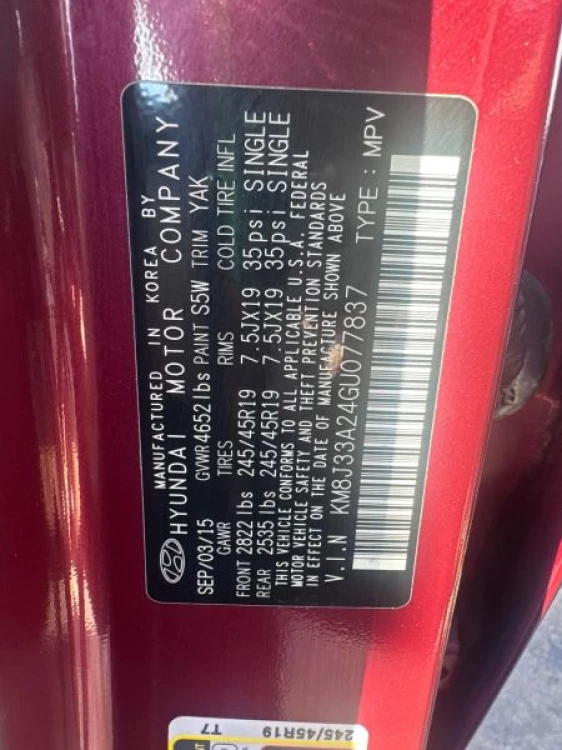 MANUFACTURED IN KOREA BY
HYUNDAI MOTOR COMPANY
SEP/03/15 GVWR 4652lbs PAINT S5W TRIM YAK
GAWR TIRES RIMS COLD TIRE INFL
FRONT 2822 lbs 245/45R19 7.5JX19 35psi SINGLE
REAR 2535 lbs 245/45R19 7.5JX19 35psi SINGLE
THIS VEHICLE CONFORMS TO ALL APPLICABLE U.S.A. FEDERAL
MOTOR VEHICLE SAFETY AND THEFT PREVENTION STANDARDS
IN EFFECT ON THE DATE OF MANUFACTURE SHOWN ABOVE
V.I.N KM8J33A24GU077837 TYPE : MPV
245/45R19
T7